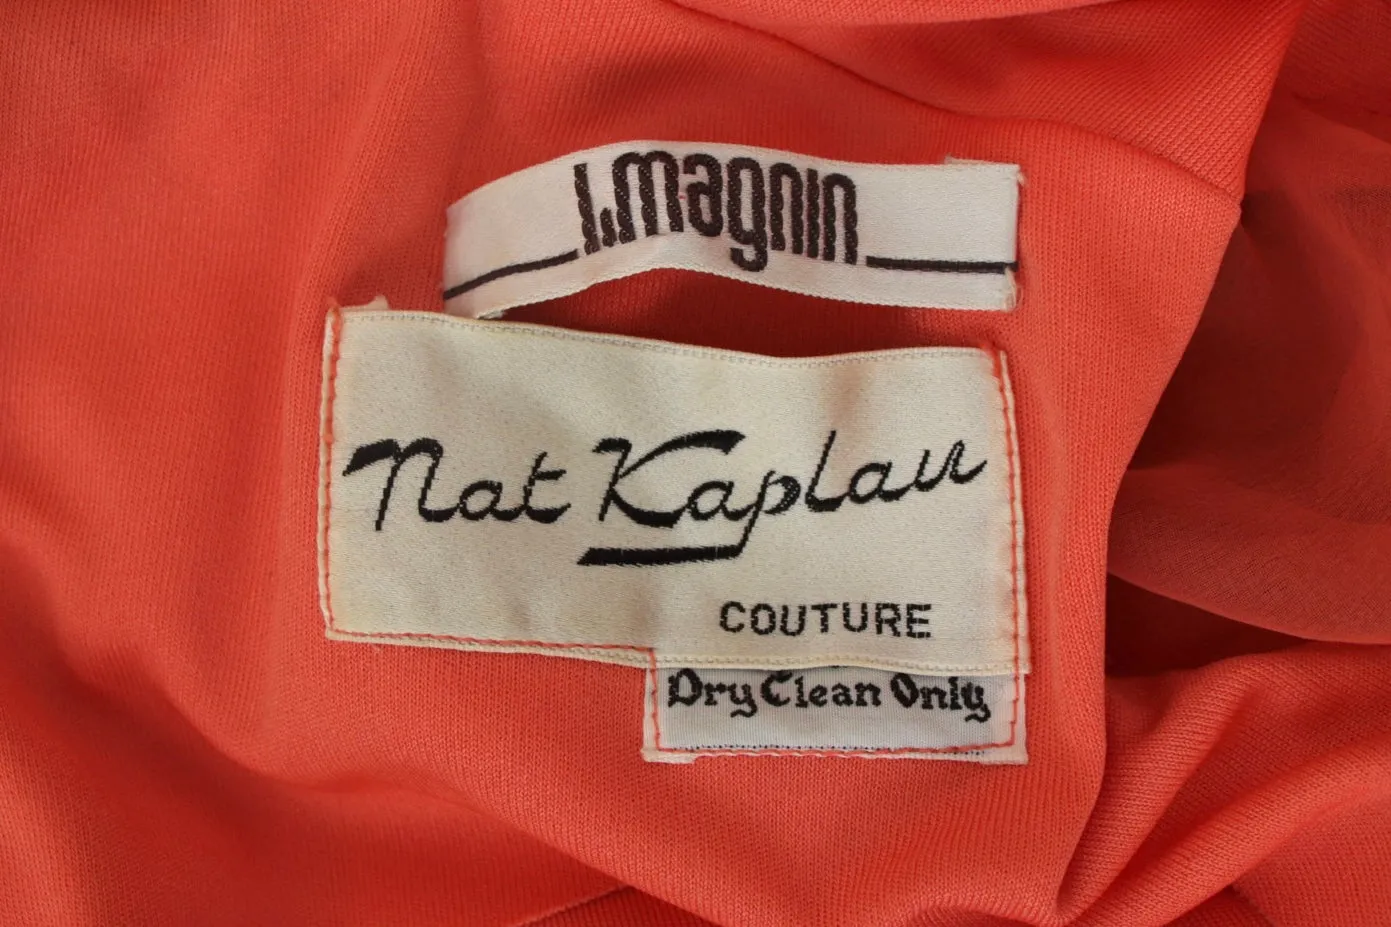 I.magnin
Nat Kaplan
COUTURE
Dry Clean Only